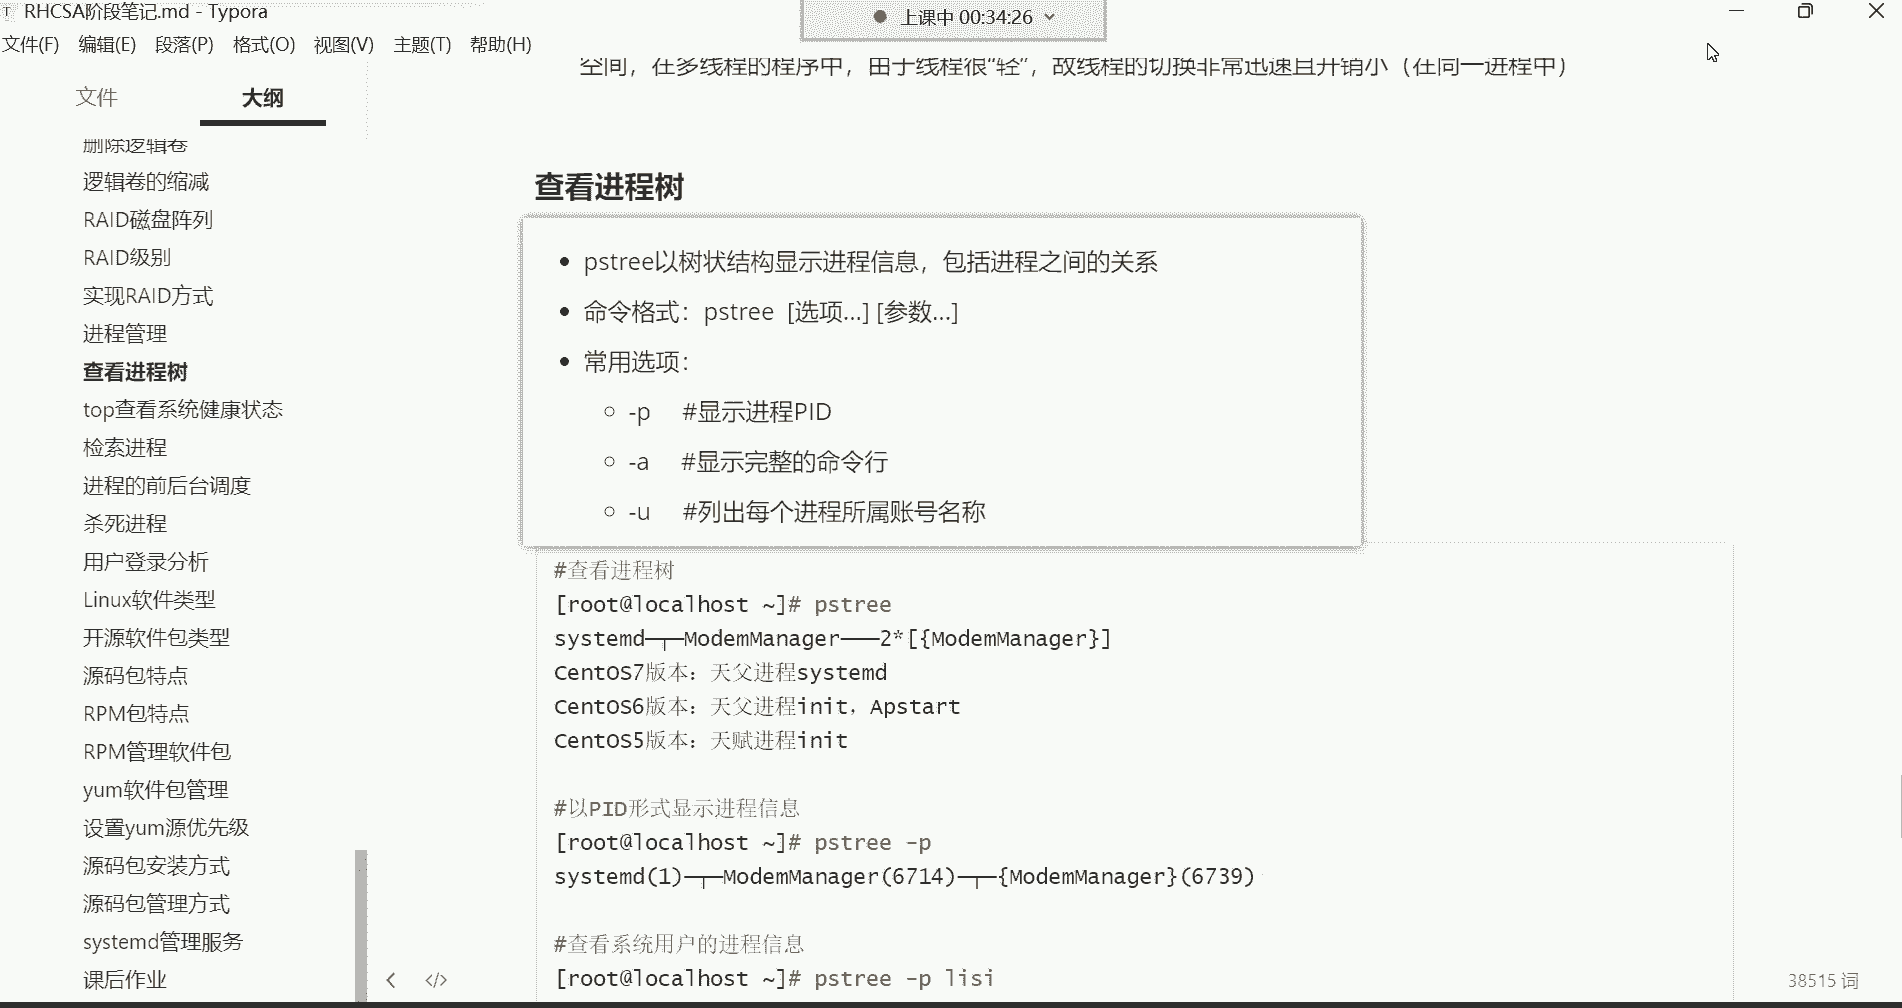 RHCSA阶段笔记.md - Typora
上课中 00:34:26
文件(F) 编辑(E) 段落(P) 格式(O) 视图(V) 主题(T) 帮助(H)
空间，在多线程的程序中，由于线程很“轻”，故线程的切换非常迅速且开销小（在同一进程中）
文件 大纲
删除逻辑卷
逻辑卷的缩减
RAID磁盘阵列
RAID级别
实现RAID方式
进程管理
查看进程树
top查看系统健康状态
检索进程
进程的前后台调度
杀死进程
用户登录分析
Linux软件类型
开源软件包类型
源码包特点
RPM包特点
RPM管理软件包
yum软件包管理
设置yum源优先级
源码包安装方式
源码包管理方式
systemd管理服务
课后作业
查看进程树
• pstree以树状结构显示进程信息，包括进程之间的关系
• 命令格式：pstree [选项...] [参数...]
• 常用选项：
○ -p #显示进程PID
○ -a #显示完整的命令行
○ -u #列出每个进程所属账号名称
#查看进程树
[root@localhost ~]# pstree
systemd─┬─ModemManager───2*[{ModemManager}]
CentOS7版本：天父进程systemd
CentOS6版本：天父进程init，Apstart
CentOS5版本：天赋进程init
#以PID形式显示进程信息
[root@localhost ~]# pstree -p
systemd(1)─┬─ModemManager(6714)─┬─{ModemManager}(6739)
#查看系统用户的进程信息
[root@localhost ~]# pstree -p lisi
38515 词